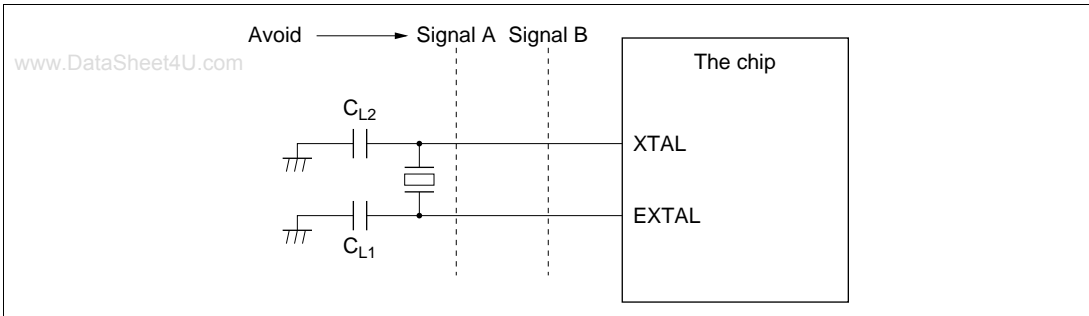 Avoid Signal A Signal B
www.DataSheet4U.com
The chip
CL2
XTAL
EXTAL
CL1